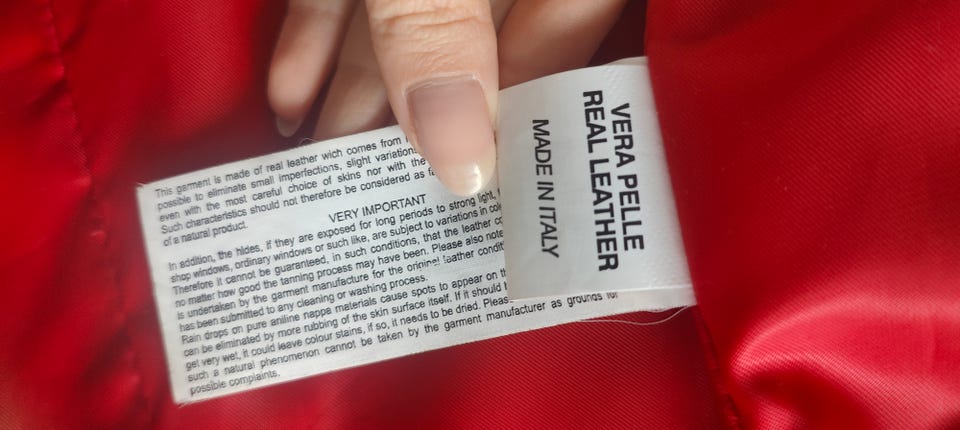 This garment is made of real leather wich comes from
possible to eliminate small imperfections, slight variations
even with the most careful choice of skins nor with the
Such characteristics should not therefore be considered as
of a natural product.
VERY IMPORTANT
In addition, the hides, if they are exposed for long periods to strong light,
shop windows, ordinary windows or such like, are subject to variations in
Therefore it cannot be guaranteed, in such conditions, that the leather
no matter how good the tanning process may have been. Please also note
is undertaken by the garment manufacture for the original leather
has been submitted to any cleaning or washing process.
Rain drops on pure aniline nappa materials cause spots to appear on
can be eliminated by more rubbing of the skin surface itself. If it should
get very wet, it could leave colour stains, if so, it needs to be dried.
such a natural phenomenon cannot be taken by the garment manufacturer as grounds for
possible complaints.
VERA PELLE
REAL LEATHER
MADE IN ITALY